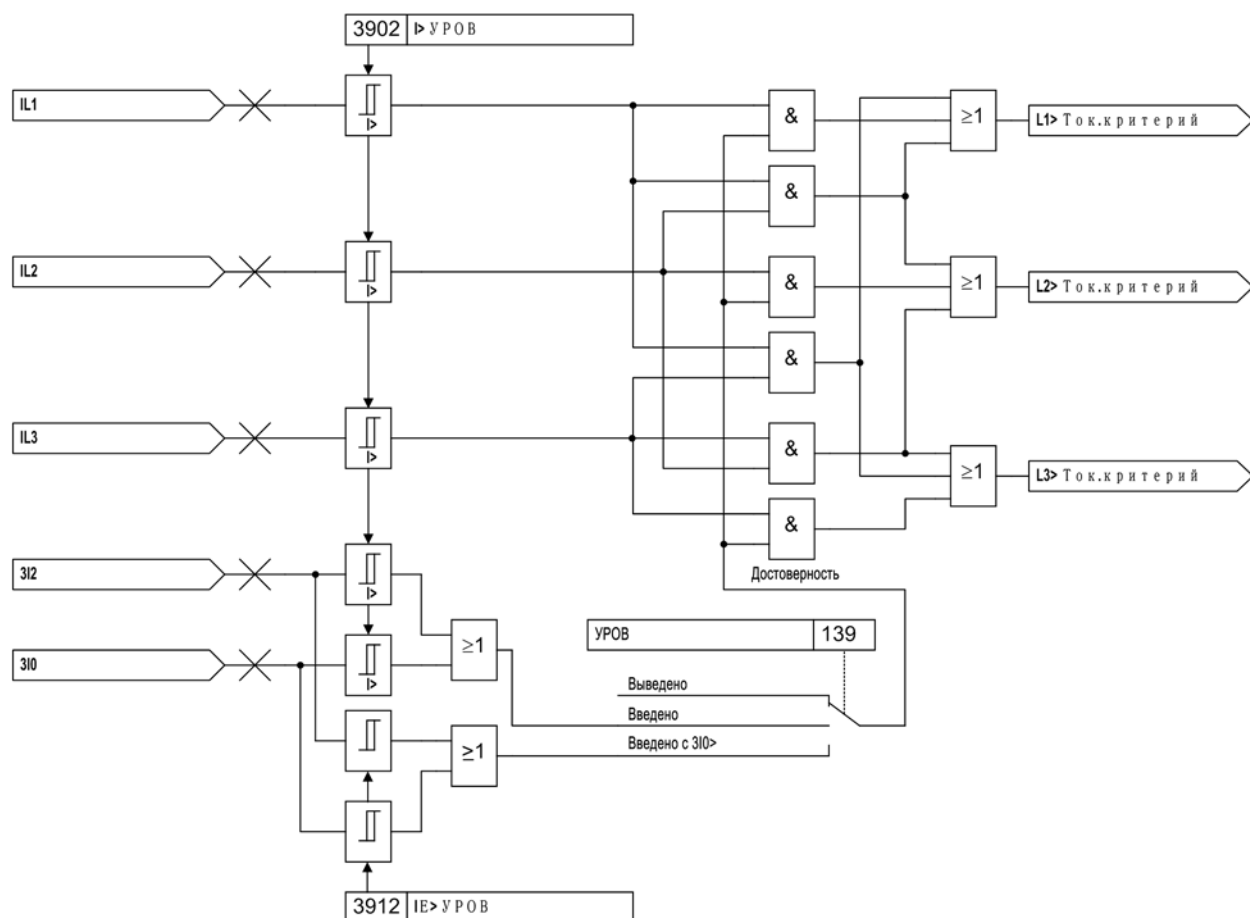 3902 I> УРОВ
IL1
I>
&
≥1
L1> Ток.критерий
&
IL2
I>
&
≥1
L2> Ток.критерий
&
IL3
I>
&
≥1
L3> Ток.критерий
&
3I2
I>
Достоверность
≥1
УРОВ 139
3I0
I>
Выведено
Введено
≥1
Введено с 3I0>
3912 IE> УРОВ